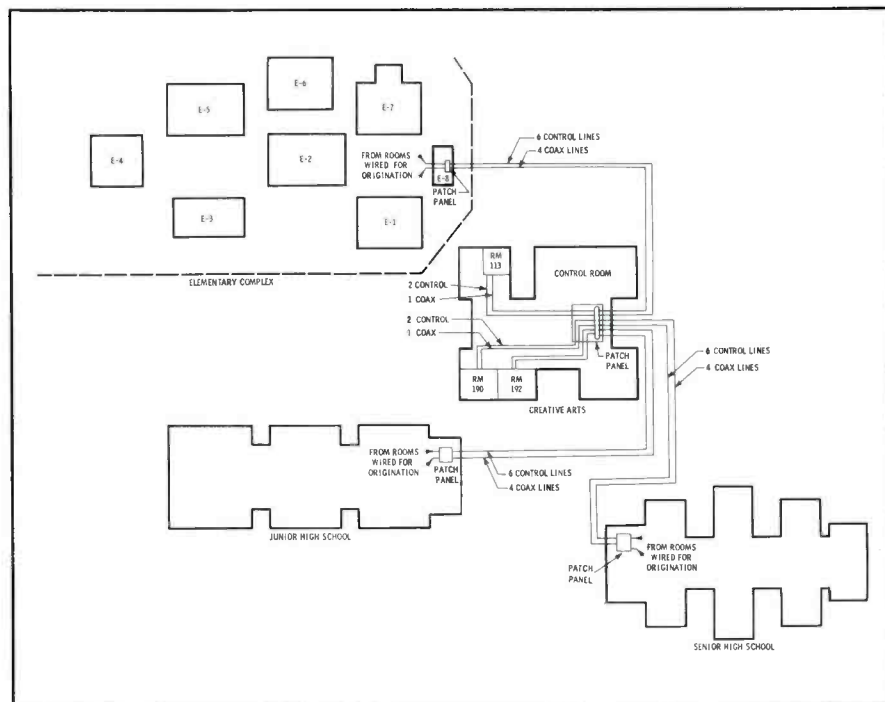 E-6
E-5
E-7
E-4
E-2
E-3
E-1
FROM ROOMS
WIRED FOR
ORIGINATION
E-8
PATCH
PANEL
6 CONTROL LINES
4 COAX LINES
ELEMENTARY COMPLEX
RM
113
CONTROL ROOM
2 CONTROL
1 COAX
2 CONTROL
1 COAX
RM
190
RM
192
PATCH
PANEL
CREATIVE ARTS
6 CONTROL LINES
4 COAX LINES
FROM ROOMS
WIRED FOR
ORIGINATION
PATCH
PANEL
6 CONTROL LINES
4 COAX LINES
JUNIOR HIGH SCHOOL
FROM ROOMS
WIRED FOR
ORIGINATION
PATCH
PANEL
SENIOR HIGH SCHOOL